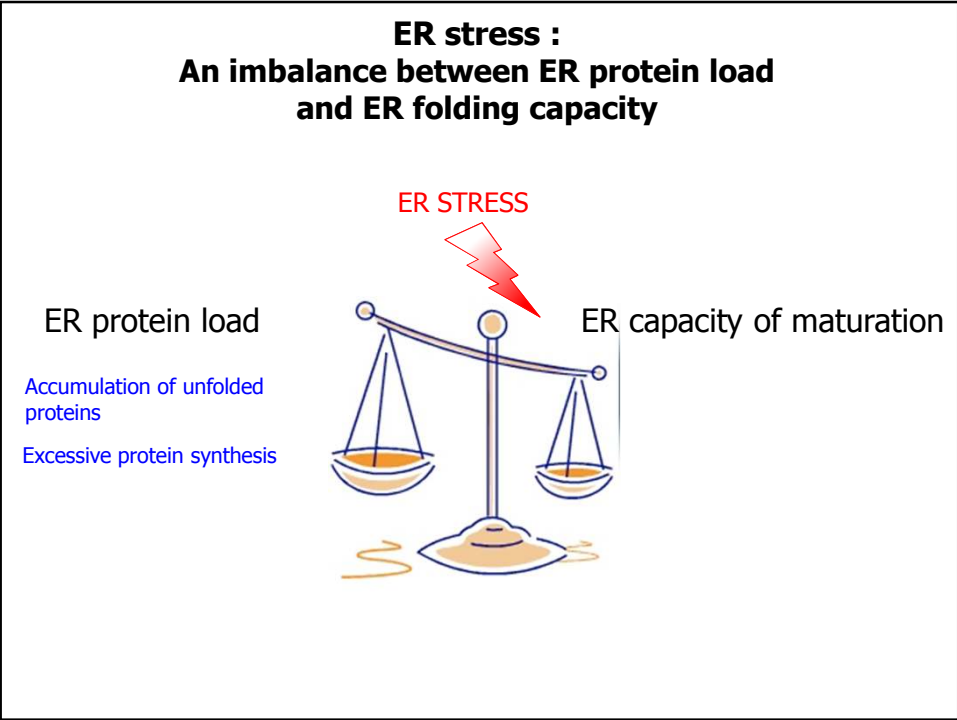 ER stress :
An imbalance between ER protein load
and ER folding capacity
ER STRESS
ER protein load
ER capacity of maturation
Accumulation of unfolded
proteins
Excessive protein synthesis